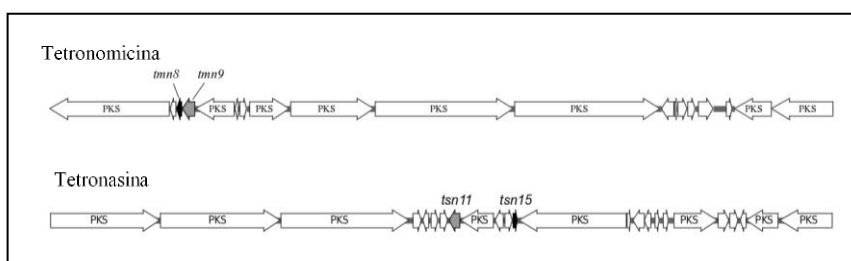 Tetronomicina
tmn8 tmn9
PKS PKS PKS PKS PKS PKS PKS PKS
Tetronasina
tsn11 tsn15
PKS PKS PKS PKS PKS PKS PKS PKS